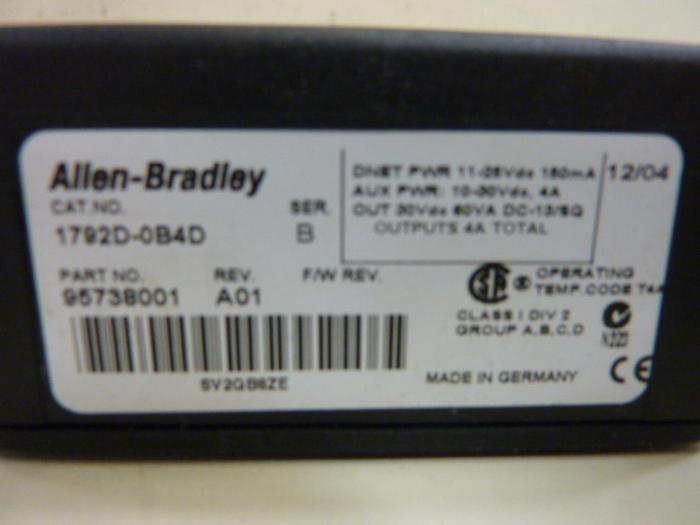 Allen-Bradley
CAT.NO. SER.
1792D-0B4D B
PART NO. REV. F/W REV.
95738001 A01
SV2GB8ZE
DNET PWR 11-25Vdc 150mA
AUX PWR: 10-30Vdc, 4A
OUT 30Vdc 60VA DC-13/SQ
OUTPUTS 4A TOTAL
12/04
OPERATING
TEMP.CODE T4A
CLASS I DIV 2
GROUP A,B,C,D
N223
MADE IN GERMANY CE